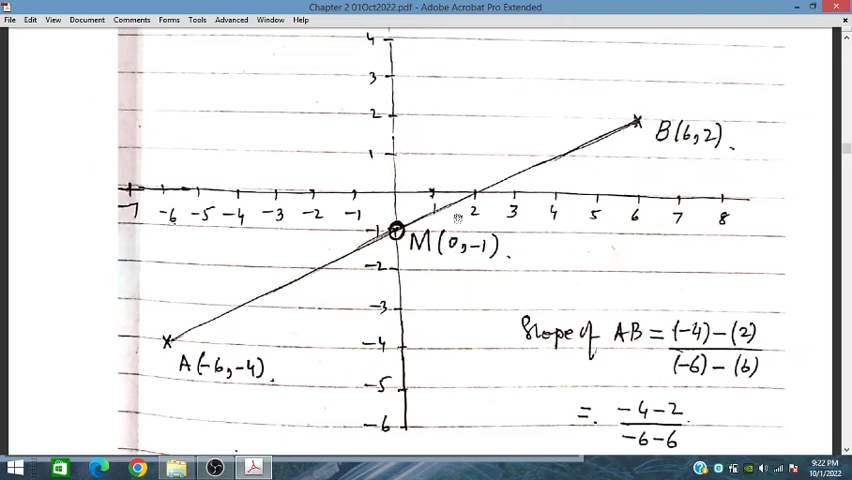 Chapter 2 01Oct2022.pdf - Adobe Acrobat Pro Extended
File Edit View Document Comments Forms Tools Advanced Window Help
4
3
2
1
B(6,2).
-7 -6 -5 -4 -3 -2 -1 1 2 3 4 5 6 7 8
-1
M(0,-1).
-2
-3
-4
-5
-6
A(-6,-4).
Slope of AB = (-4)-(2)
(-6)-(6)
= -4-2
-6-6
9:22 PM
10/1/2022